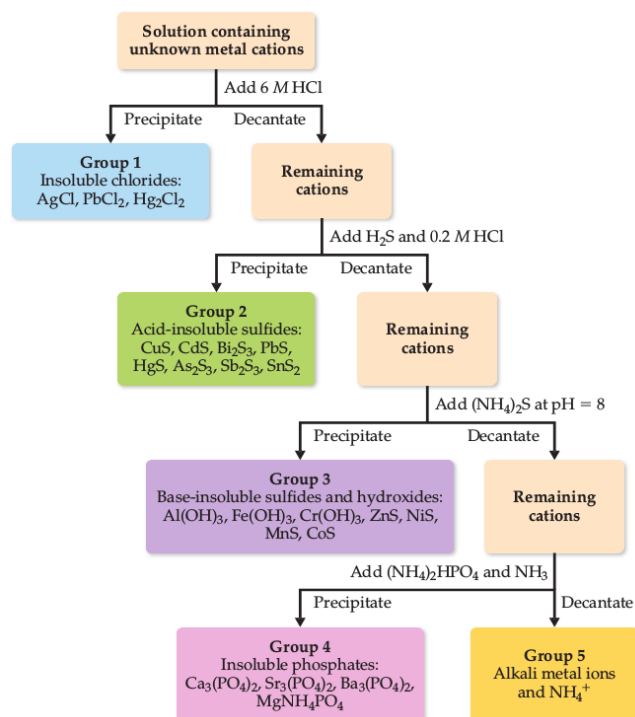 Solution containing
unknown metal cations
Add 6 M HCl
Precipitate
Decantate
Group 1
Insoluble chlorides:
AgCl, PbCl₂, Hg₂Cl₂
Remaining
cations
Add H₂S and 0.2 M HCl
Precipitate
Decantate
Group 2
Acid-insoluble sulfides:
CuS, CdS, Bi₂S₃, PbS,
HgS, As₂S₃, Sb₂S₃, SnS₂
Remaining
cations
Add (NH₄)₂S at pH = 8
Precipitate
Decantate
Group 3
Base-insoluble sulfides and hydroxides:
Al(OH)₃, Fe(OH)₃, Cr(OH)₃, ZnS, NiS,
MnS, CoS
Remaining
cations
Add (NH₄)₂HPO₄ and NH₃
Precipitate
Decantate
Group 4
Insoluble phosphates:
Ca₃(PO₄)₂, Sr₃(PO₄)₂, Ba₃(PO₄)₂,
MgNH₄PO₄
Group 5
Alkali metal ions
and NH₄⁺